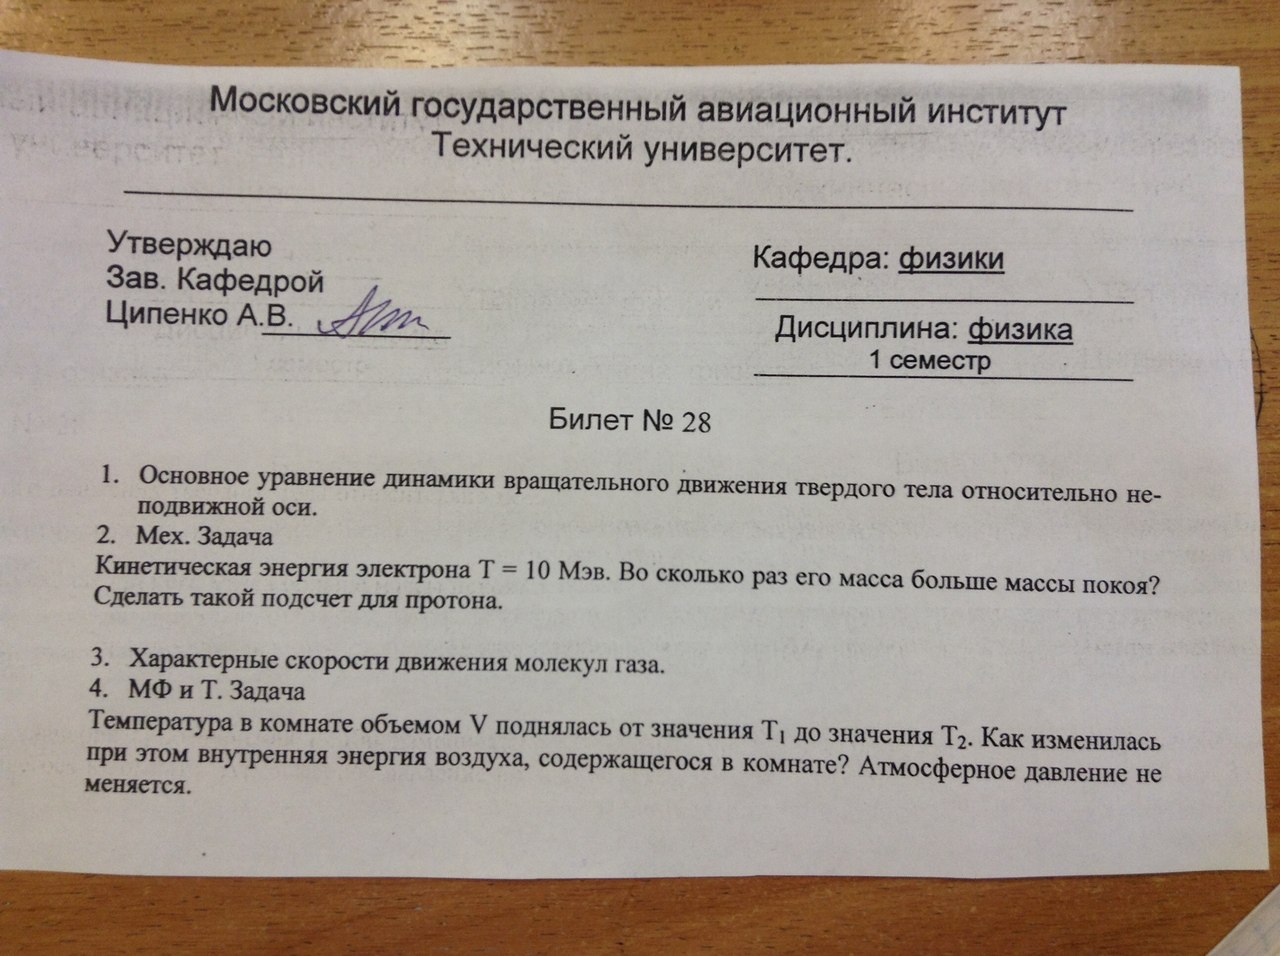 Московский государственный авиационный институт
Технический университет.
Утверждаю
Зав. Кафедрой
Ципенко А.В.
Кафедра: физики
Дисциплина: физика
1 семестр
Билет № 28
1. Основное уравнение динамики вращательного движения твердого тела относительно не-
подвижной оси.
2. Мех. Задача
Кинетическая энергия электрона T = 10 Мэв. Во сколько раз его масса больше массы покоя?
Сделать такой подсчет для протона.
3. Характерные скорости движения молекул газа.
4. МФ и Т. Задача
Температура в комнате объемом V поднялась от значения T₁ до значения T₂. Как изменилась
при этом внутренняя энергия воздуха, содержащегося в комнате? Атмосферное давление не
меняется.